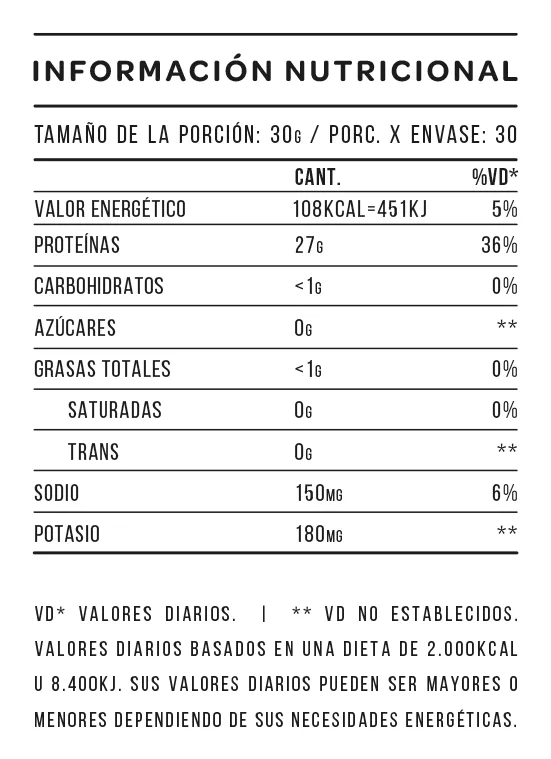 INFORMACIÓN NUTRICIONAL
TAMAÑO DE LA PORCIÓN: 30G / PORC. X ENVASE: 30
CANT. %VD*
VALOR ENERGÉTICO 108KCAL=451KJ 5%
PROTEÍNAS 27G 36%
CARBOHIDRATOS <1G 0%
AZÚCARES 0G **
GRASAS TOTALES <1G 0%
SATURADAS 0G 0%
TRANS 0G **
SODIO 150MG 6%
POTASIO 180MG **
VD* VALORES DIARIOS. | ** VD NO ESTABLECIDOS.
VALORES DIARIOS BASADOS EN UNA DIETA DE 2.000KCAL
U 8.400KJ. SUS VALORES DIARIOS PUEDEN SER MAYORES O
MENORES DEPENDIENDO DE SUS NECESIDADES ENERGÉTICAS.